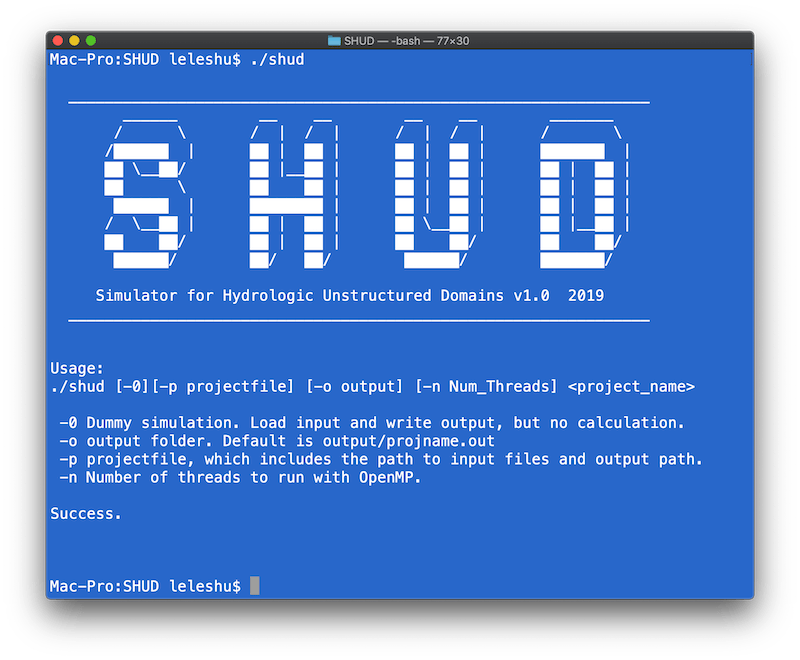 SHUD — -bash — 77×30
Mac-Pro:SHUD leleshu$ ./shud
SHUD
Simulator for Hydrologic Unstructured Domains v1.0  2019
Usage:
./shud [-0][-p projectfile] [-o output] [-n Num_Threads] <project_name>
-0 Dummy simulation. Load input and write output, but no calculation.
-o output folder. Default is output/projname.out
-p projectfile, which includes the path to input files and output path.
-n Number of threads to run with OpenMP.
Success.
Mac-Pro:SHUD leleshu$